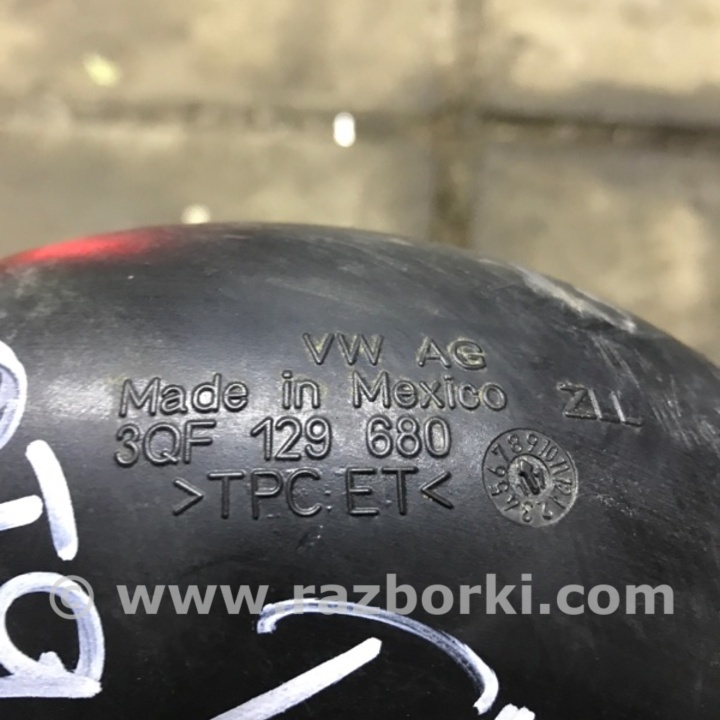 VW AG
Made in Mexico ZLL
3QF 129 680
>TPC ET<
© www.razborki.com